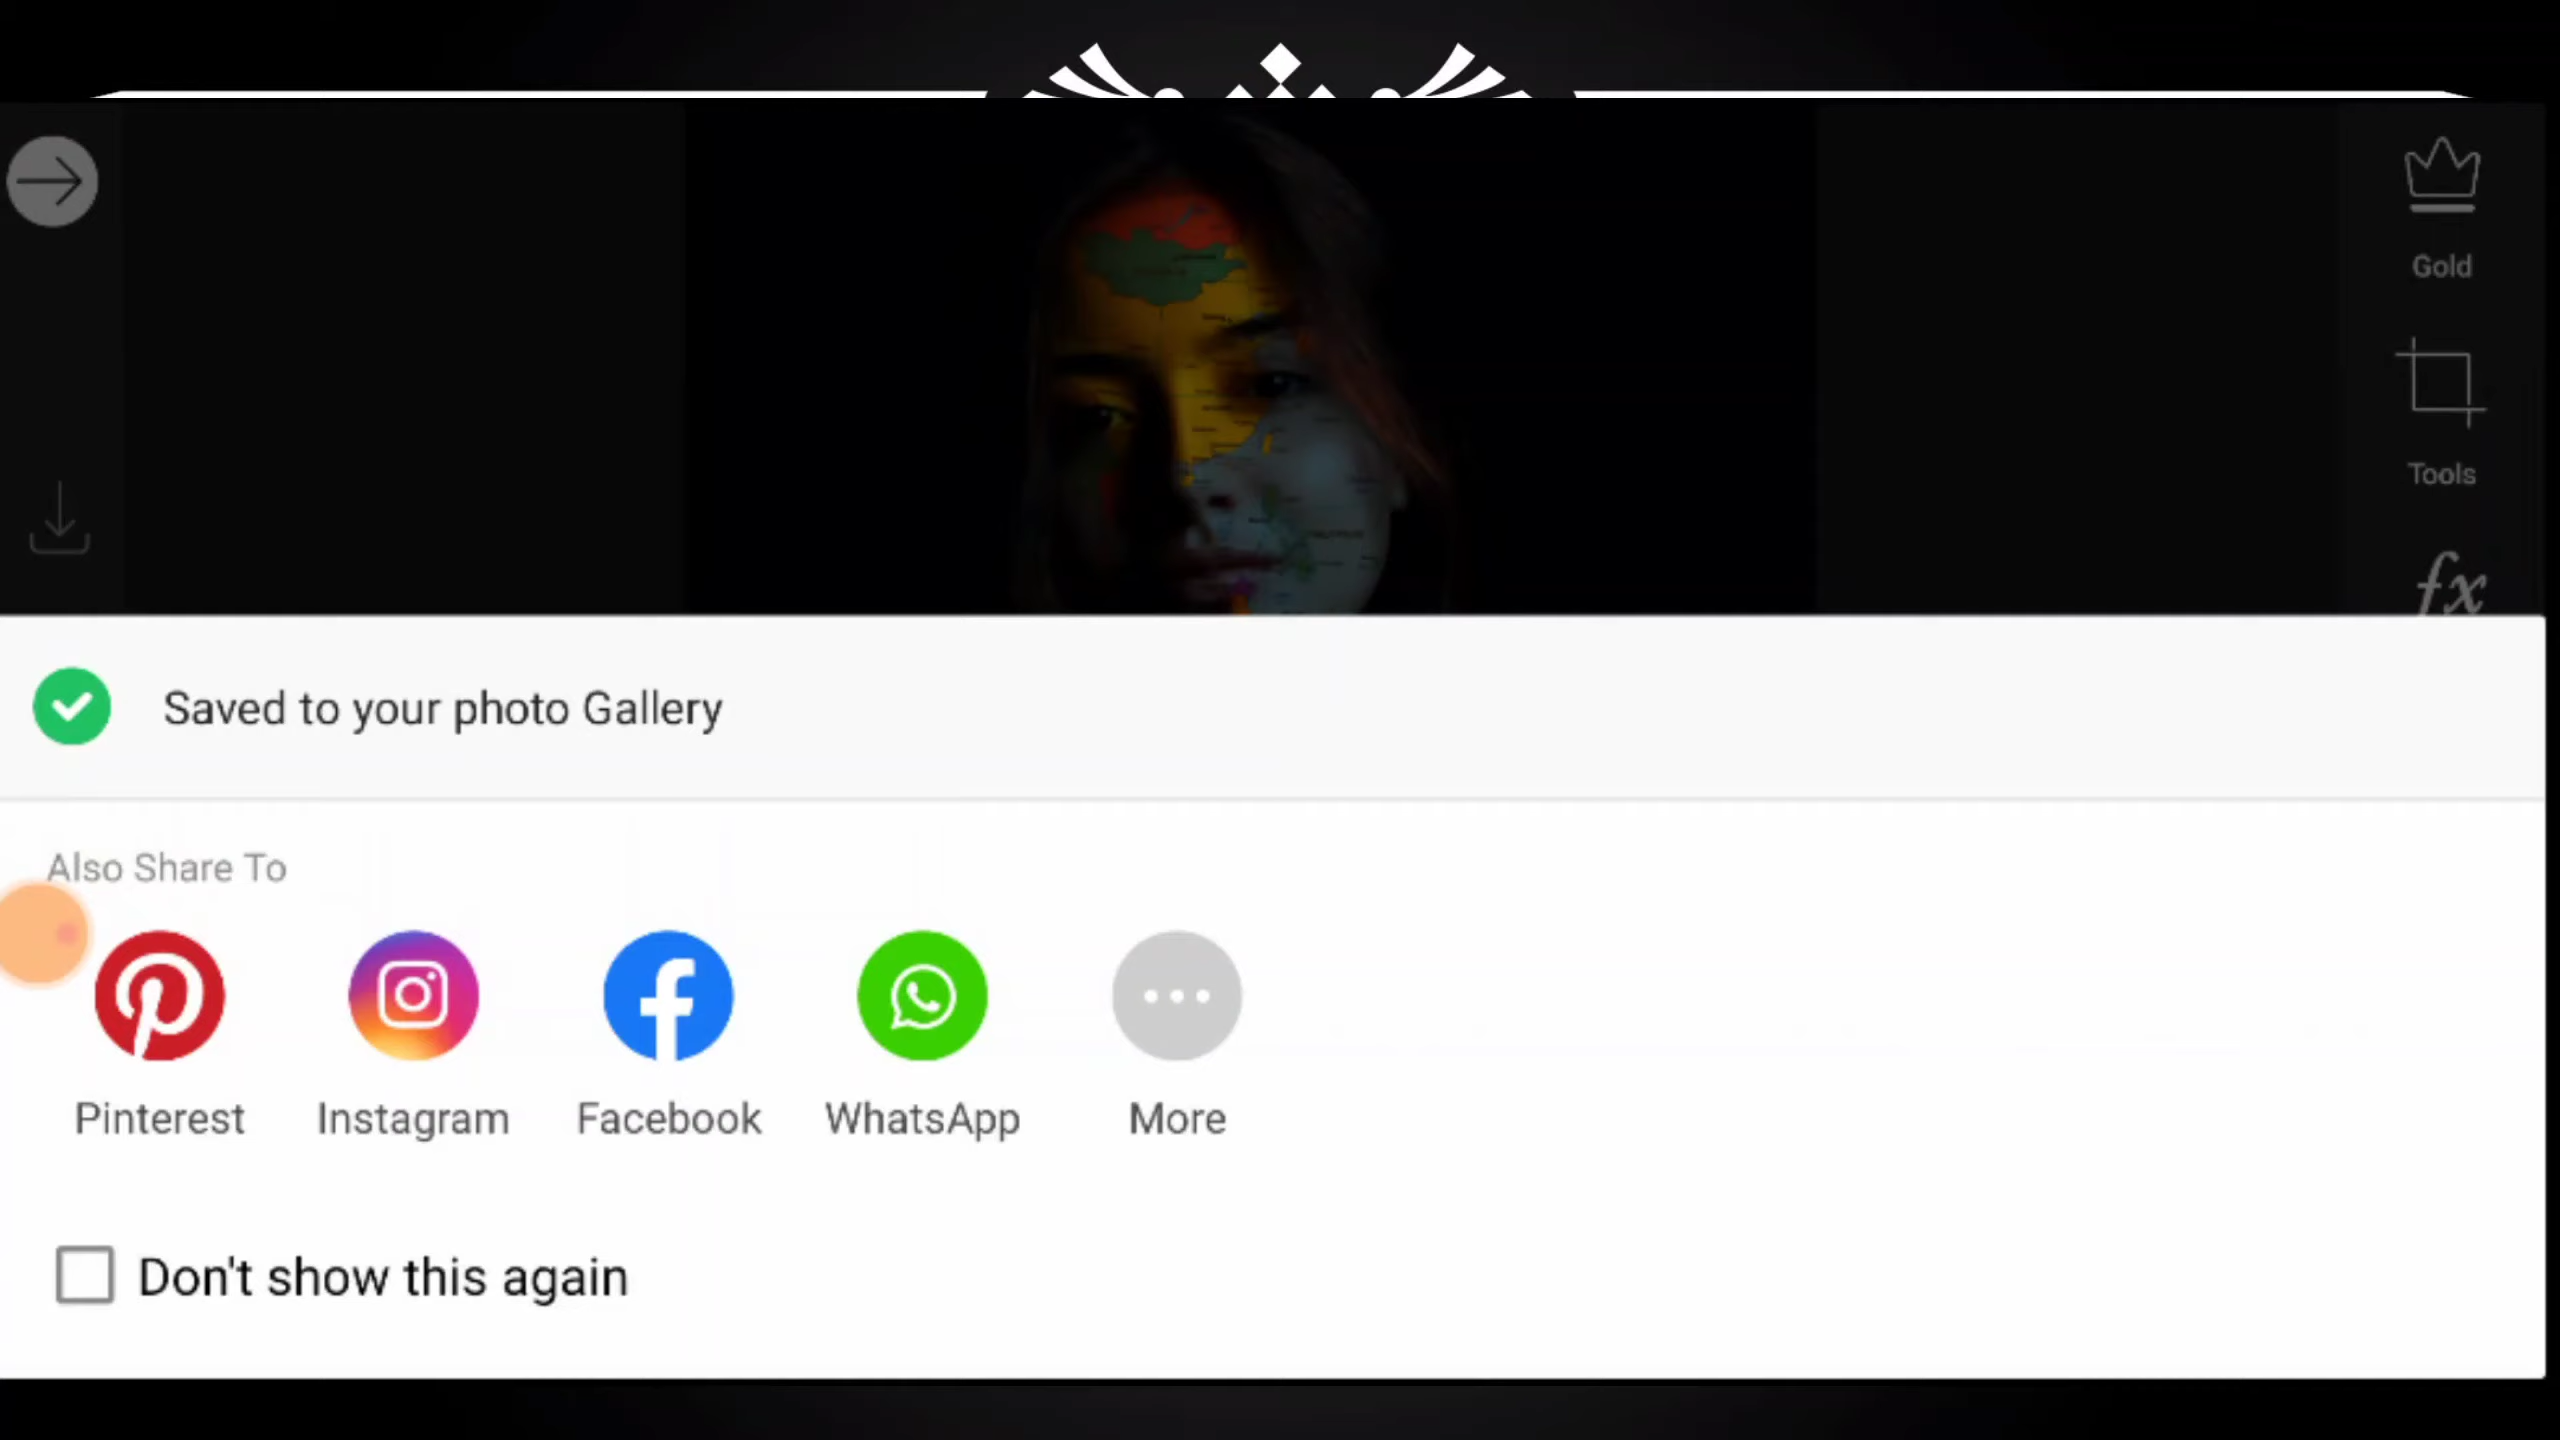 Gold
Tools
fx
Saved to your photo Gallery
Also Share To
Pinterest
Instagram
Facebook
WhatsApp
More
Don't show this again